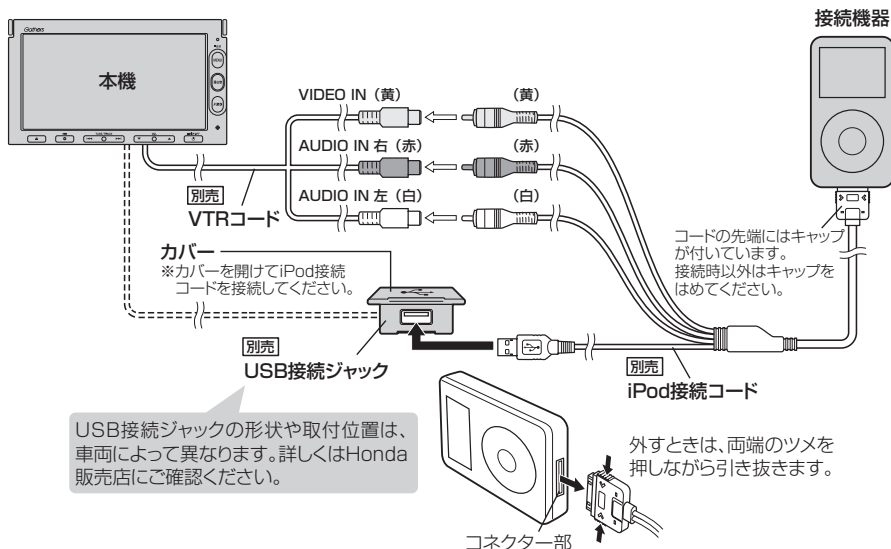 接続機器
Gathers
本機
VIDEO IN（黄）
（黄）
AUDIO IN 右（赤）
（赤）
AUDIO IN 左（白）
（白）
別売
VTRコード
コードの先端にはキャップ
が付いています。
接続時以外はキャップを
はめてください。
カバー
※カバーを開けてiPod接続
コードを接続してください。
別売
USB接続ジャック
別売
iPod接続コード
USB接続ジャックの形状や取付位置は、
車両によって異なります。詳しくはHonda
販売店にご確認ください。
外すときは、両端のツメを
押しながら引き抜きます。
コネクター部